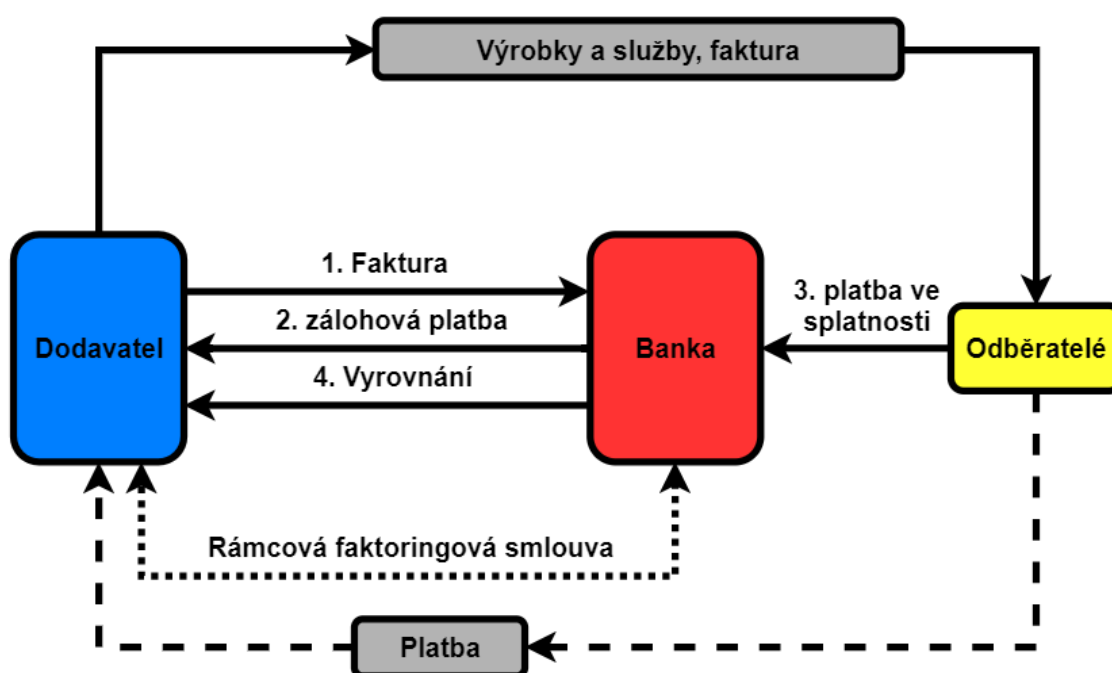 Výrobky a služby, faktura
1. Faktura
2. zálohová platba
4. Vyrovnání
Dodavatel
Banka
3. platba ve
splatnosti
Odběratelé
Rámcová faktoringová smlouva
Platba